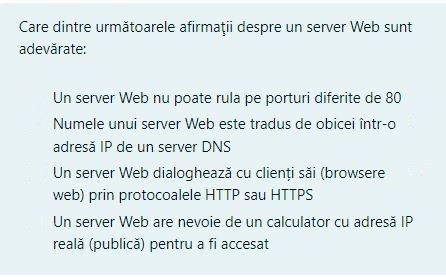 Care dintre următoarele afirmaţii despre un server Web sunt
adevărate:
Un server Web nu poate rula pe porturi diferite de 80
Numele unui server Web este tradus de obicei într-o
adresă IP de un server DNS
Un server Web dialoghează cu clienți săi (browsere
web) prin protocoalele HTTP sau HTTPS
Un server Web are nevoie de un calculator cu adresă IP
reală (publică) pentru a fi accesat